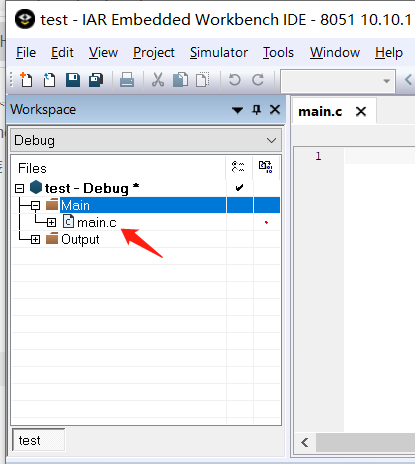 test - IAR Embedded Workbench IDE - 8051 10.10.1
File Edit View Project Simulator Tools Window Help
Workspace
main.c
Debug
1
Files
test - Debug *
Main
main.c
Output
test